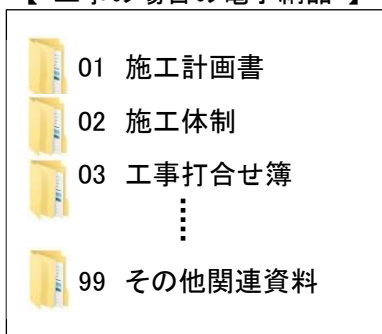 【 工事の場合の電子納品 】
01 施工計画書
02 施工体制
03 工事打合せ簿
99 その他関連資料